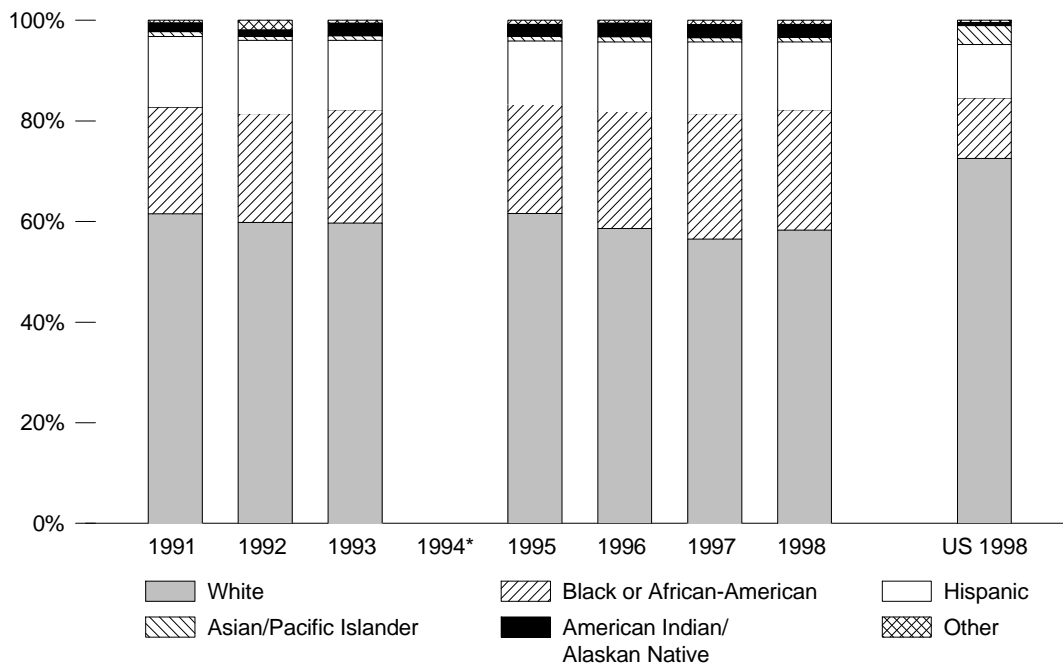 100%
80%
60%
40%
20%
0%
1991 1992 1993 1994* 1995 1996 1997 1998 US 1998
White Black or African-American Hispanic
Asian/Pacific Islander American Indian/ Other
Alaskan Native